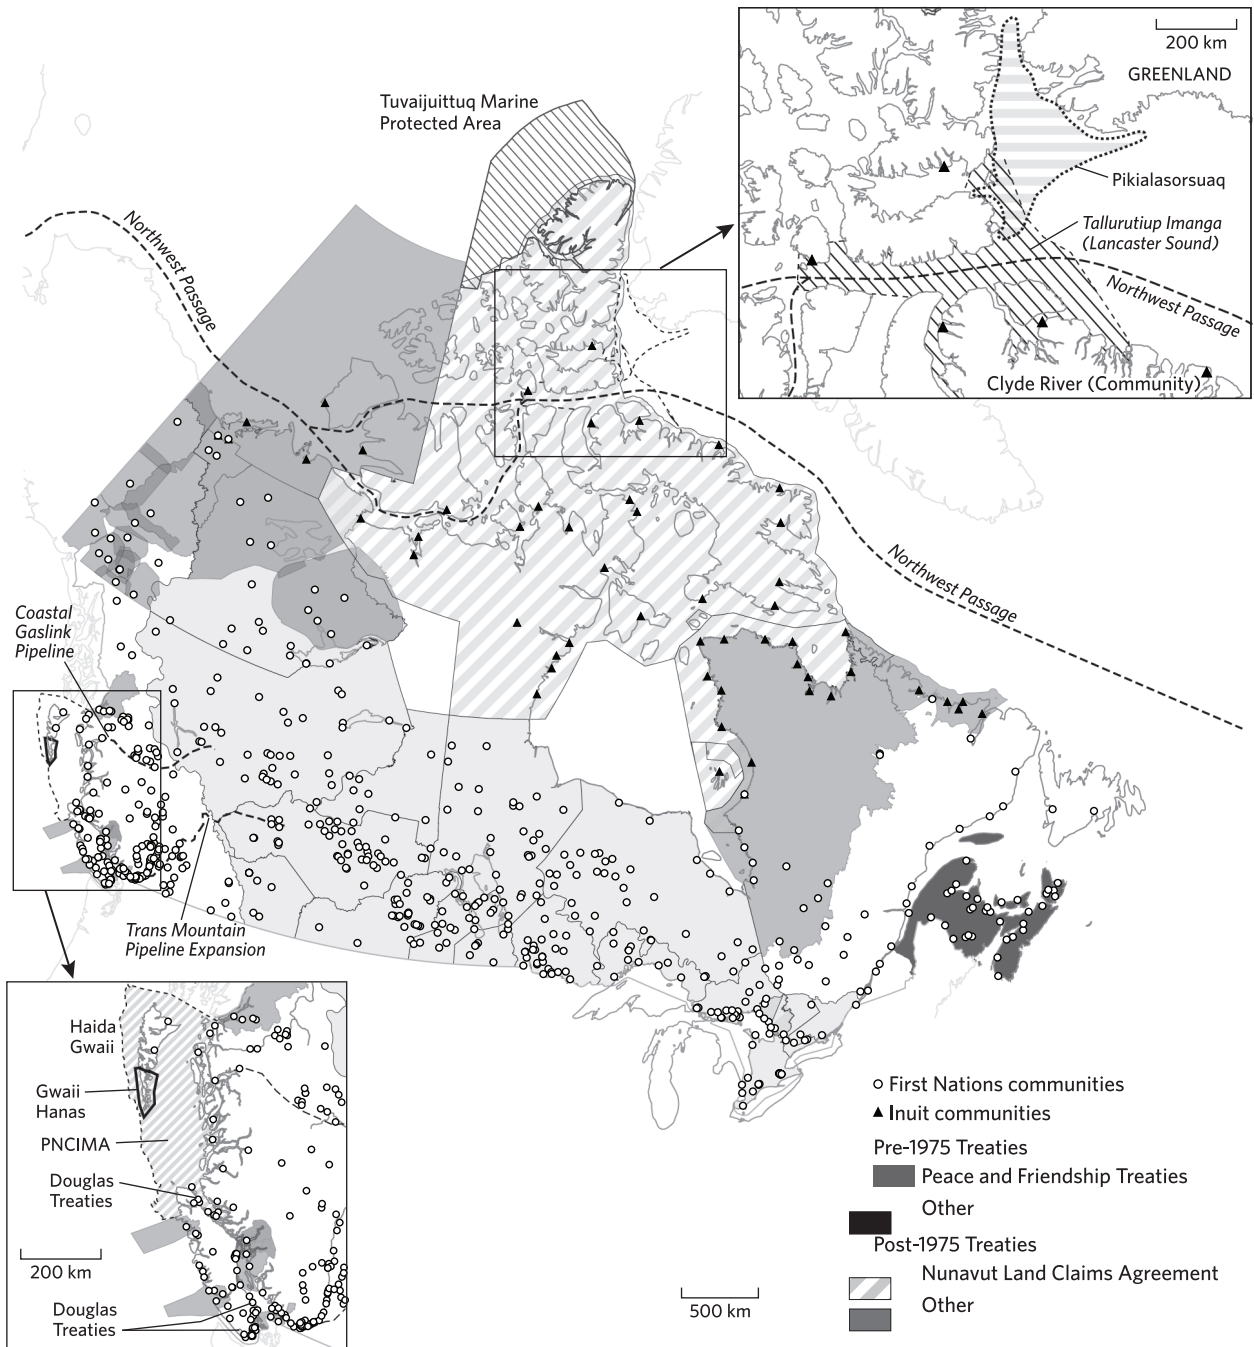 Tuvaijuittuq Marine
Protected Area
Northwest Passage
200 km
GREENLAND
Pikialasorsuaq
Tallurutiup Imanga
(Lancaster Sound)
Northwest Passage
Clyde River (Community)
Northwest Passage
Coastal
Gaslink
Pipeline
Trans Mountain
Pipeline Expansion
Haida
Gwaii
Gwaii
Hanas
PNCIMA
Douglas
Treaties
200 km
Douglas
Treaties
500 km
First Nations communities
Inuit communities
Pre-1975 Treaties
Peace and Friendship Treaties
Other
Post-1975 Treaties
Nunavut Land Claims Agreement
Other